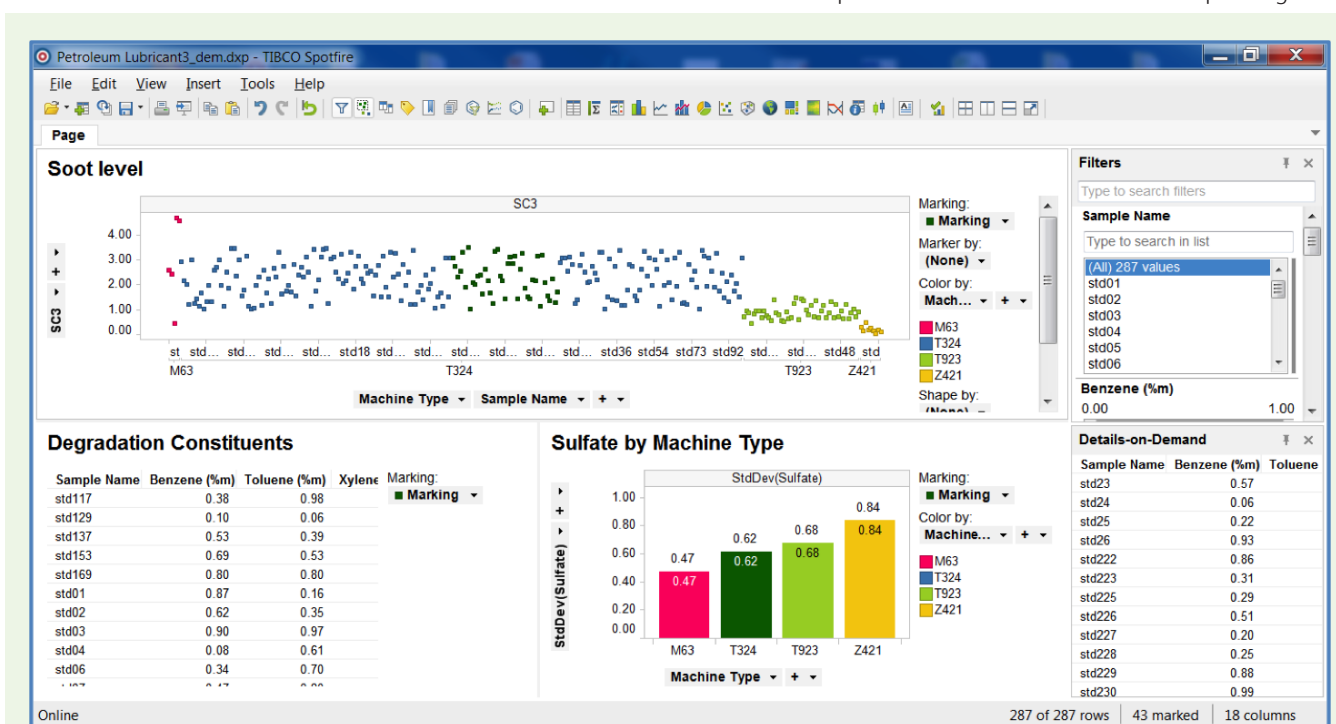 Petroleum Lubricant3_dem.dxp - TIBCO Spotfire
File Edit View Insert Tools Help
Page
Soot level
SC3
4.00
3.00
2.00
1.00
0.00
SC3
st std... std... std... std18 std... std... std... std... std... std36 std54 std73 std92 std... std... std48 std
M63 T324 T923 Z421
Machine Type Sample Name +
Marking:
Marking
Marker by:
(None)
Color by:
Mach... +
M63
T324
T923
Z421
Shape by:
(None)
Filters
Type to search filters
Sample Name
Type to search in list
(All) 287 values
std01
std02
std03
std04
std05
std06
Benzene (%m)
0.00 1.00
Degradation Constituents
Sample Name Benzene (%m) Toluene (%m) Xylene
std117 0.38 0.98
std129 0.10 0.06
std137 0.53 0.39
std153 0.69 0.53
std169 0.80 0.80
std01 0.87 0.16
std02 0.62 0.35
std03 0.90 0.97
std04 0.08 0.61
std06 0.34 0.70
Marking:
Marking
Sulfate by Machine Type
StdDev(Sulfate)
1.00
0.80
0.60
0.40
0.20
0.00
StdDev(Sulfate)
0.47 0.62 0.68 0.84
0.47 0.62 0.68 0.84
M63 T324 T923 Z421
Machine Type +
Marking:
Marking
Color by:
Machine... +
M63
T324
T923
Z421
Details-on-Demand
Sample Name Benzene (%m) Toluene
std23 0.57
std24 0.06
std25 0.22
std26 0.93
std222 0.86
std223 0.31
std225 0.29
std226 0.51
std227 0.20
std228 0.25
std229 0.88
std230 0.99
Online 287 of 287 rows 43 marked 18 columns